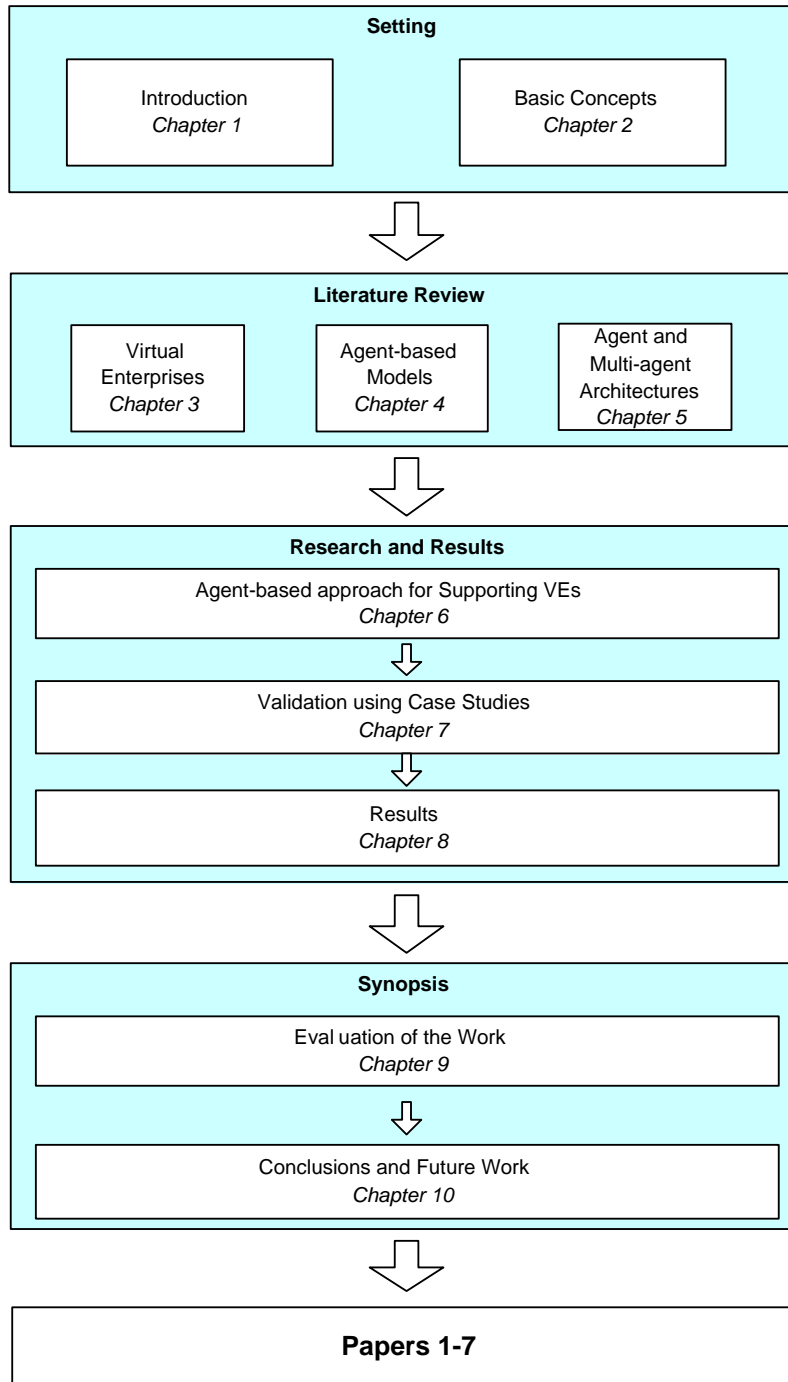 Setting
Introduction
Chapter 1
Basic Concepts
Chapter 2
Literature Review
Virtual
Enterprises
Chapter 3
Agent-based
Models
Chapter 4
Agent and
Multi-agent
Architectures
Chapter 5
Research and Results
Agent-based approach for Supporting VEs
Chapter 6
Validation using Case Studies
Chapter 7
Results
Chapter 8
Synopsis
Eval uation of the Work
Chapter 9
Conclusions and Future Work
Chapter 10
Papers 1-7